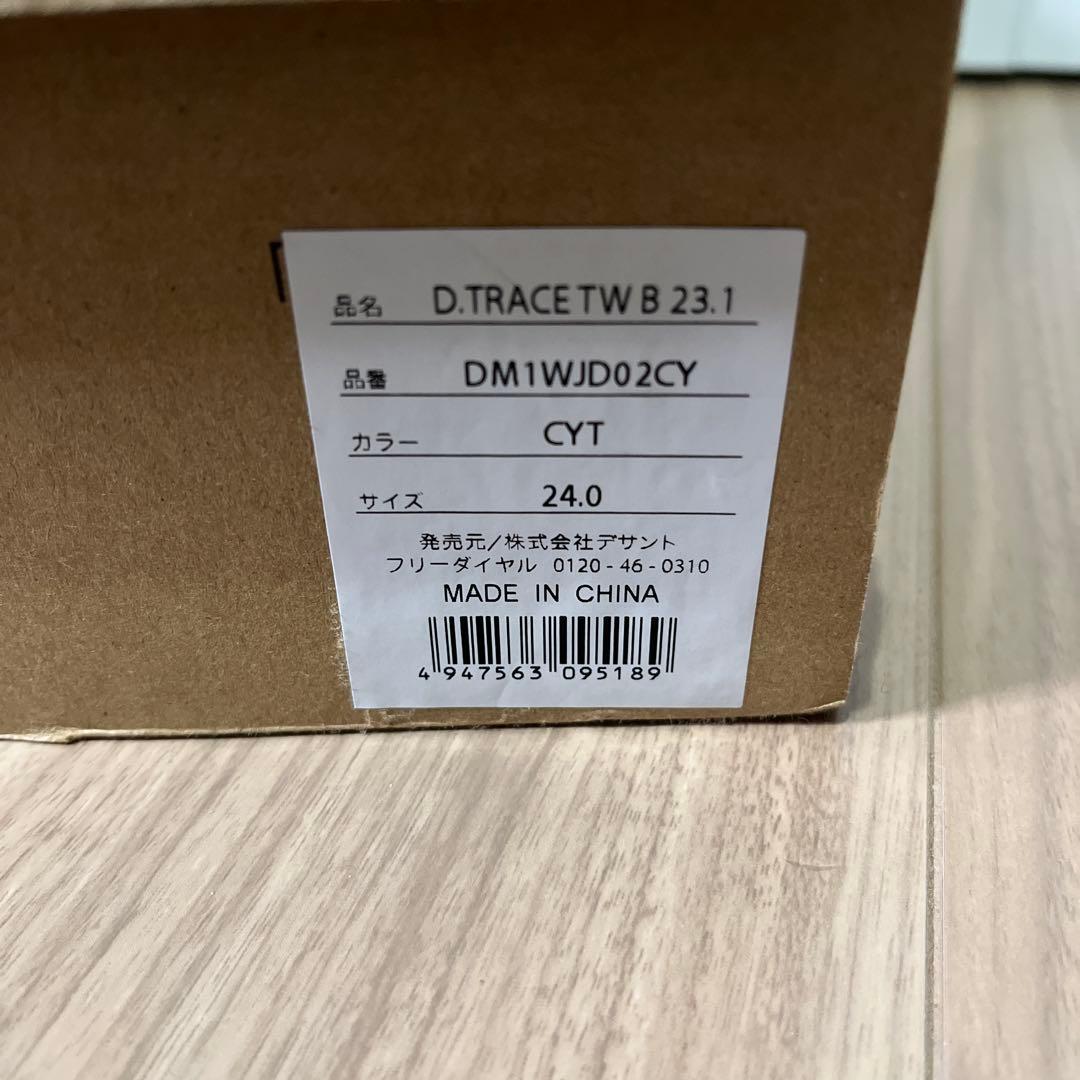 品名 D.TRACE TW B 23.1
品番 DM1WJD02CY
カラー CYT
サイズ 24.0
発売元/株式会社デサント
フリーダイヤル 0120-46-0310
MADE IN CHINA
4 947563 095189